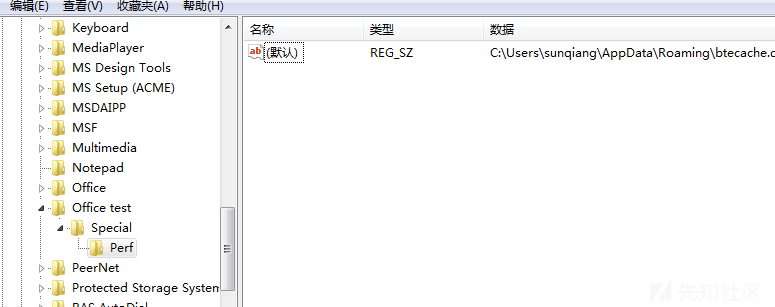 编辑(E) 查看(V) 收藏夹(A) 帮助(H)
Keyboard
MediaPlayer
MS Design Tools
MS Setup (ACME)
MSDAIPP
MSF
Multimedia
Notepad
Office
Office test
Special
Perf
PeerNet
Protected Storage System
RAS AutoDial
名称 类型 数据
ab (默认) REG_SZ C:\Users\sunqiang\AppData\Roaming\btecache.
先知社区